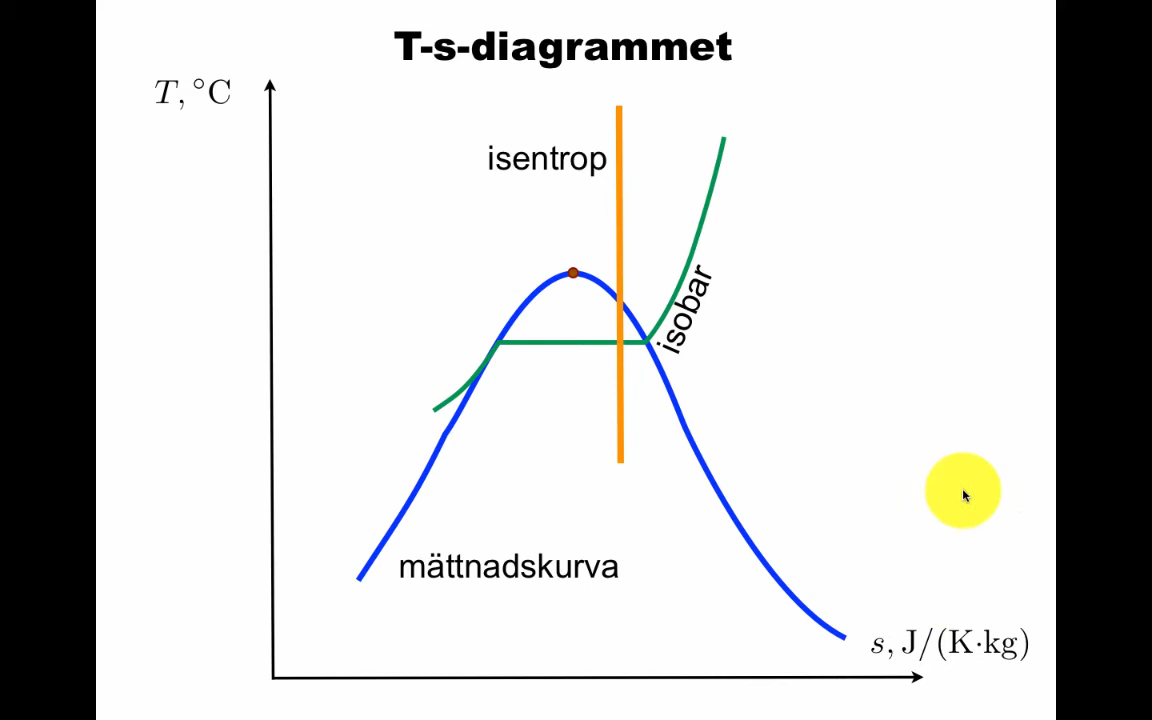 T-s-diagrammet
T, °C
isentrop
isobar
mättnadskurva
s, J/(K·kg)